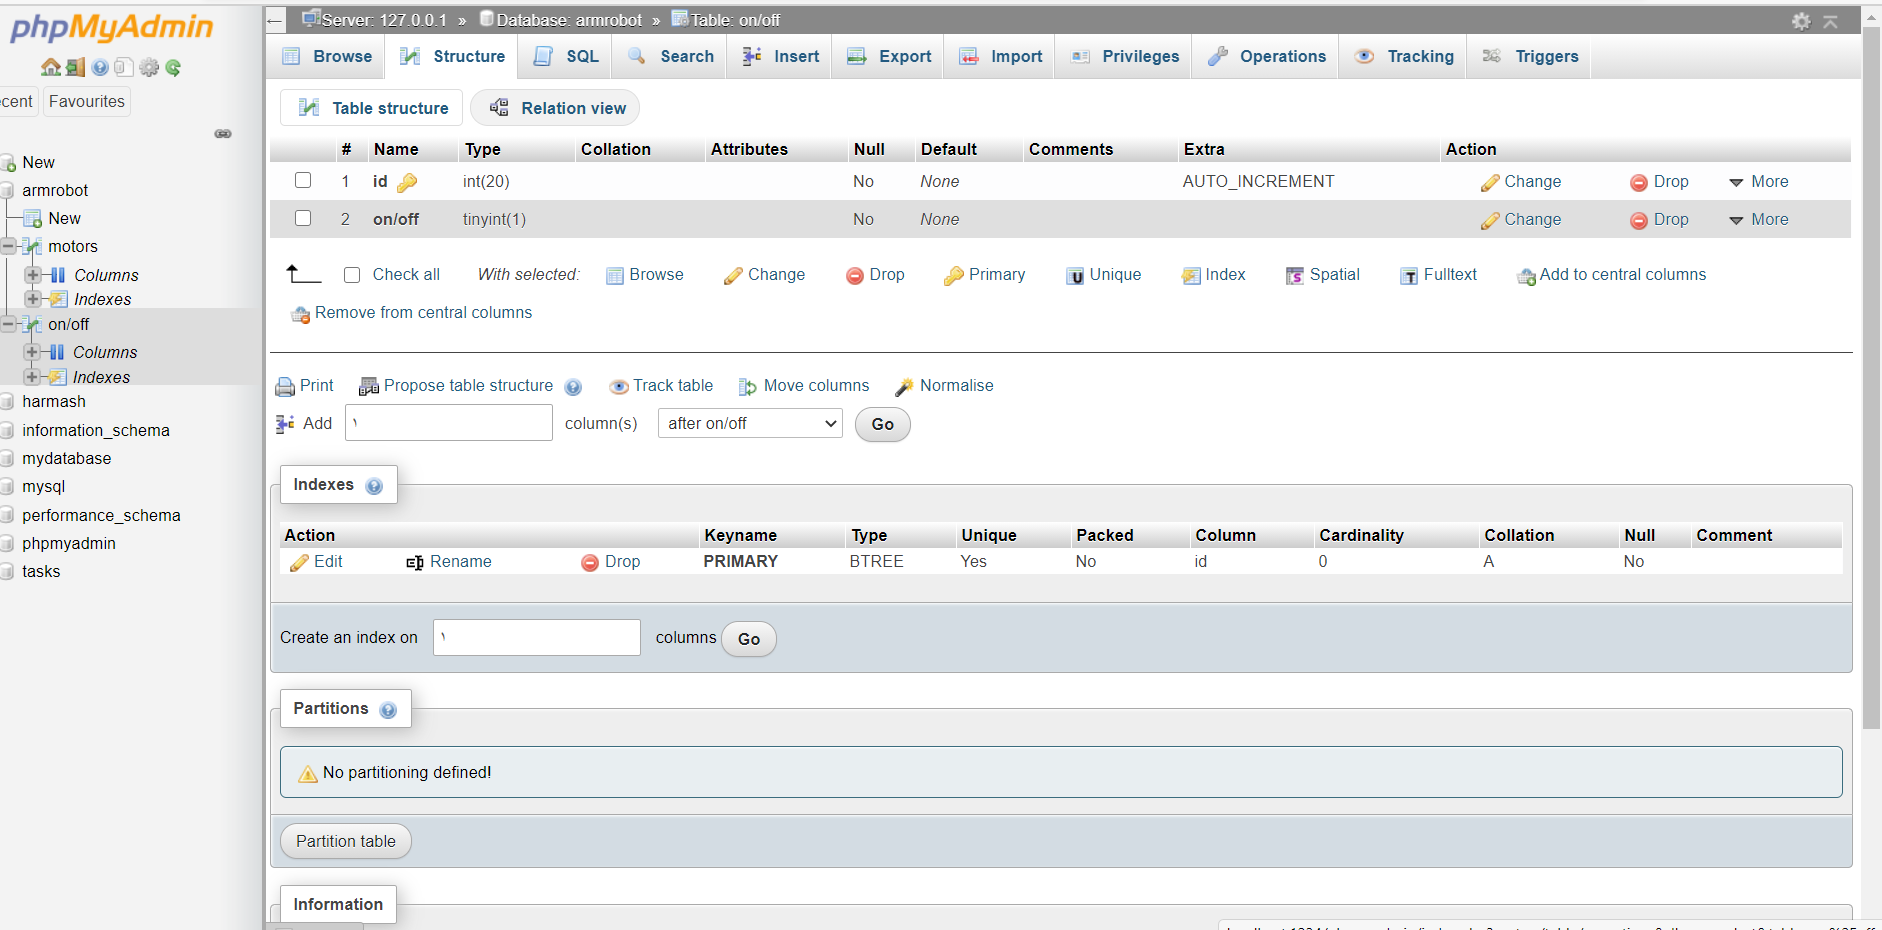 phpMyAdmin
ecent Favourites
New
armrobot
New
motors
Columns
Indexes
on/off
Columns
Indexes
harmash
information_schema
mydatabase
mysql
performance_schema
phpmyadmin
tasks
Server: 127.0.0.1 » Database: armrobot » Table: on/off
Browse Structure SQL Search Insert Export Import Privileges Operations Tracking Triggers
Table structure Relation view
# Name Type Collation Attributes Null Default Comments Extra Action
1 id int(20) No None AUTO_INCREMENT Change Drop More
2 on/off tinyint(1) No None Change Drop More
Check all With selected: Browse Change Drop Primary Unique Index Spatial Fulltext Add to central columns
Remove from central columns
Print Propose table structure Track table Move columns Normalise
Add ١ column(s) after on/off Go
Indexes
Action Keyname Type Unique Packed Column Cardinality Collation Null Comment
Edit Rename Drop PRIMARY BTREE Yes No id 0 A No
Create an index on ١ columns Go
Partitions
No partitioning defined!
Partition table
Information